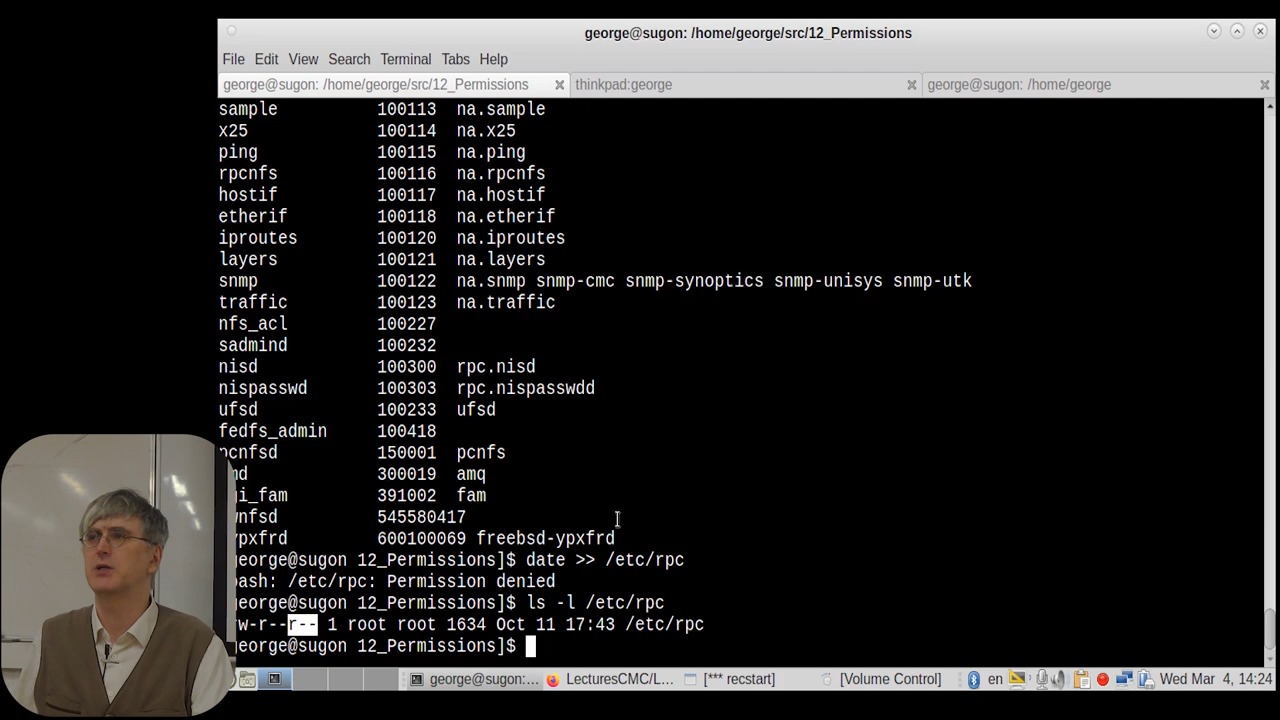 george@sugon: /home/george/src/12_Permissions
File Edit View Search Terminal Tabs Help
george@sugon: /home/george/src/12_Permissions thinkpad:george george@sugon: /home/george
sample 100113 na.sample
x25 100114 na.x25
ping 100115 na.ping
rpcnfs 100116 na.rpcnfs
hostif 100117 na.hostif
etherif 100118 na.etherif
iproutes 100120 na.iproutes
layers 100121 na.layers
snmp 100122 na.snmp snmp-cmc snmp-synoptics snmp-unisys snmp-utk
traffic 100123 na.traffic
nfs_acl 100227
sadmind 100232
nisd 100300 rpc.nisd
nispasswd 100303 rpc.nispasswdd
ufsd 100233 ufsd
fedfs_admin 100418
pcnfsd 150001 pcnfs
md 300019 amq
gi_fam 391002 fam
wnfsd 545580417
ypxfrd 600100069 freebsd-ypxfrd
george@sugon 12_Permissions]$ date >> /etc/rpc
bash: /etc/rpc: Permission denied
george@sugon 12_Permissions]$ ls -l /etc/rpc
rw-r--r-- 1 root root 1634 Oct 11 17:43 /etc/rpc
george@sugon 12_Permissions]$
george@sugon:... LecturesCMC/L... [*** recstart] [Volume Control] en Wed Mar 4, 14:24